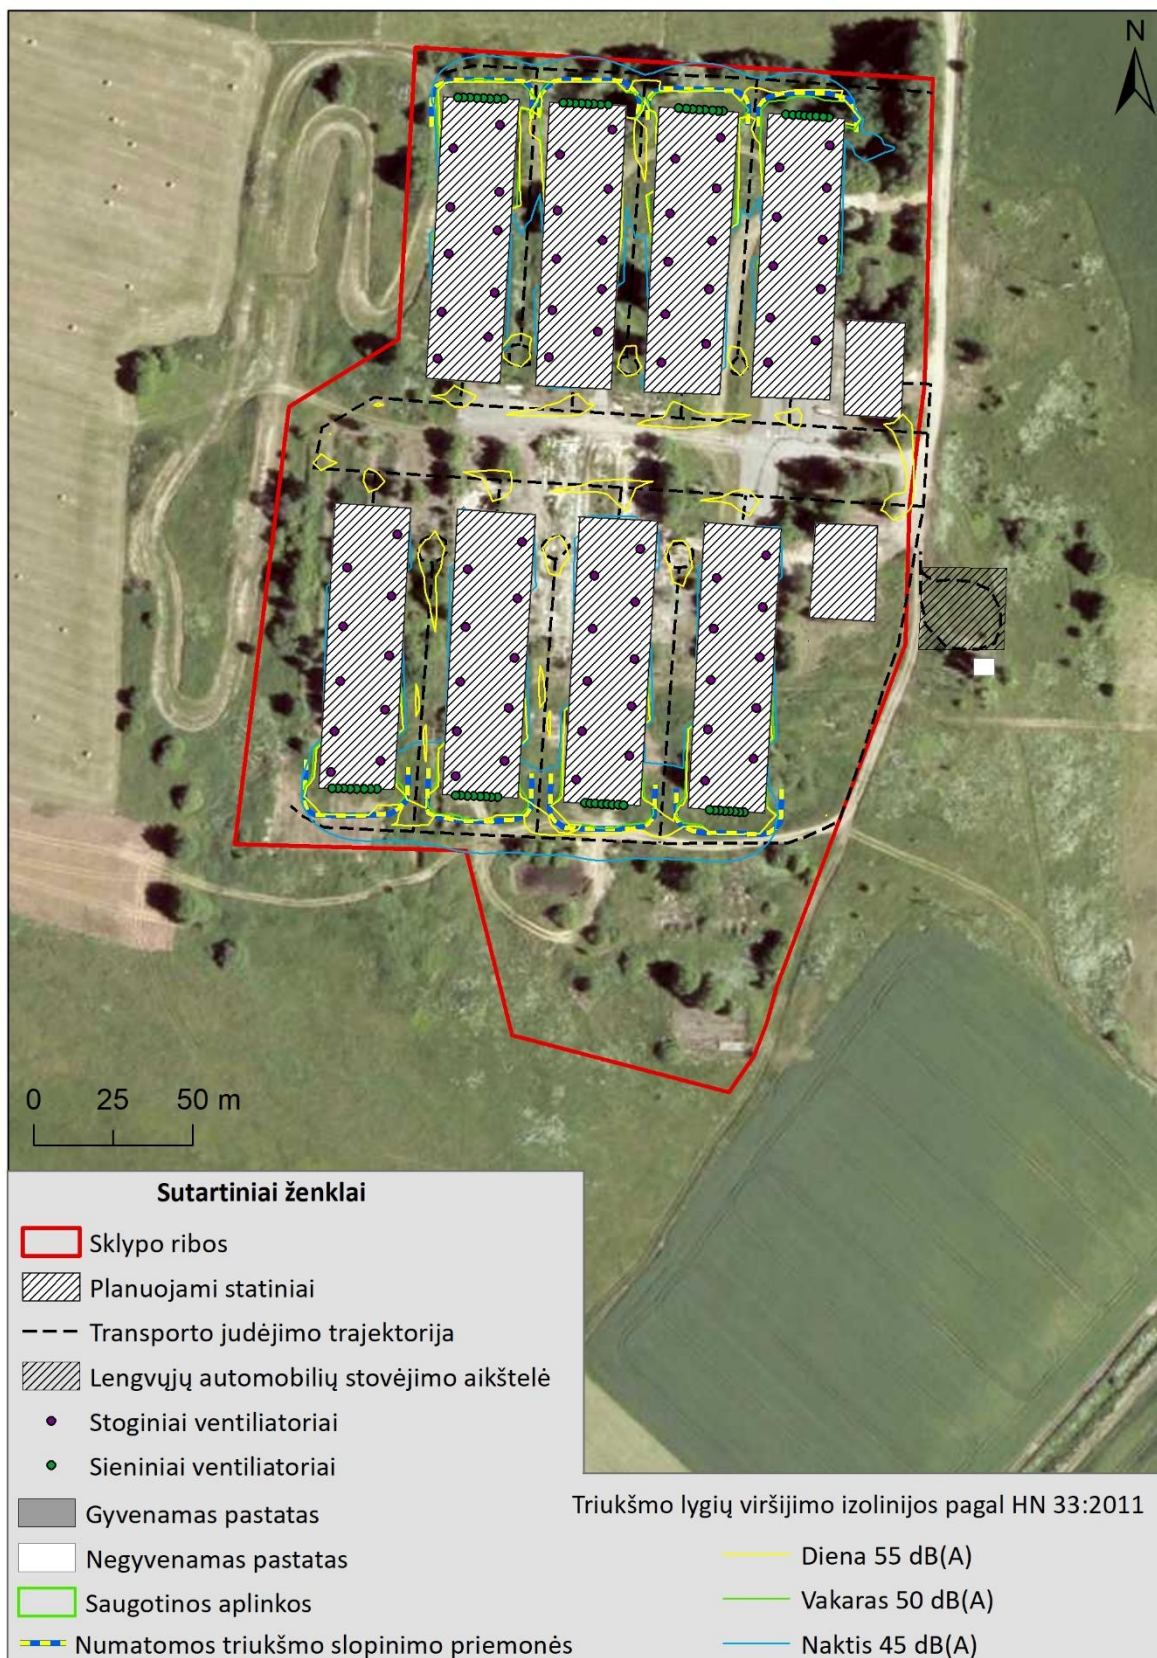 N
0 25 50 m
Sutartiniai ženklai
Sklypo ribos
Planuojami statiniai
Transporto judėjimo trajektorija
Lengvųjų automobilių stovėjimo aikštelė
Stoginiai ventiliatoriai
Sieniniai ventiliatoriai
Gyvenamas pastatas
Negyvenamas pastatas
Saugotinos aplinkos
Numatomos triukšmo slopinimo priemonės
Triukšmo lygių viršijimo izolinijos pagal HN 33:2011
Diena 55 dB(A)
Vakaras 50 dB(A)
Naktis 45 dB(A)